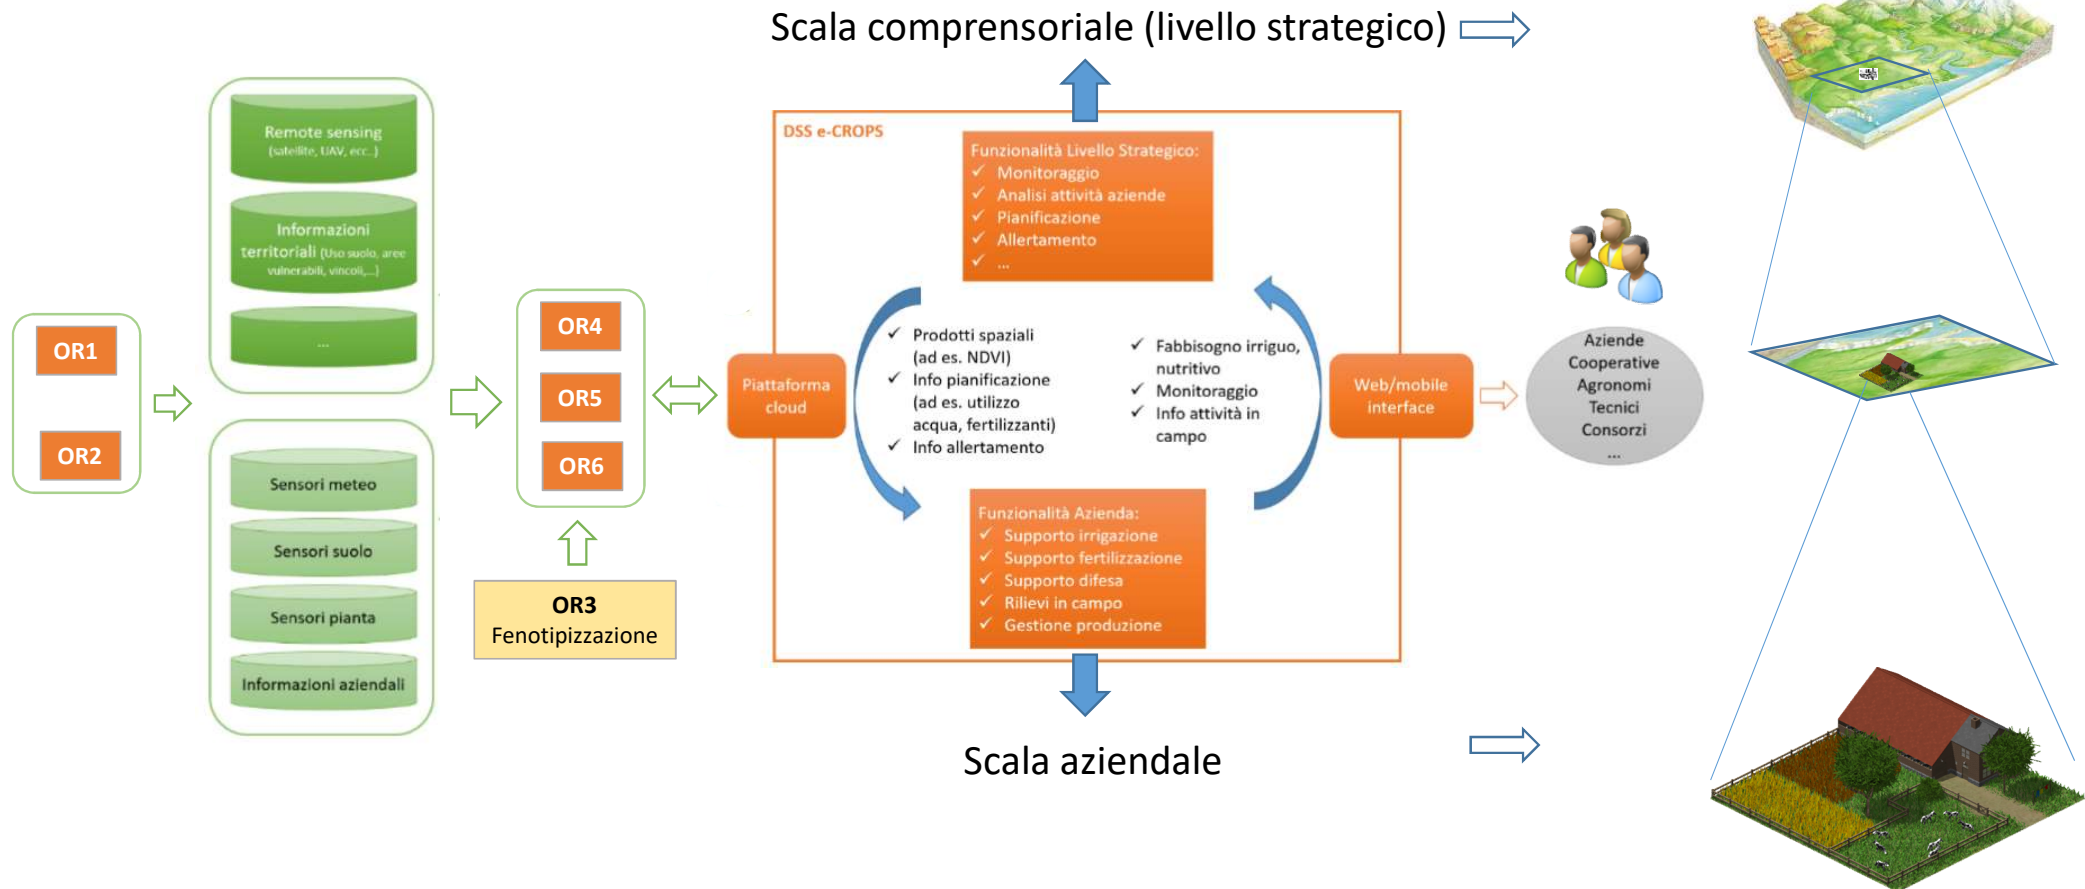 Scala comprensoriale (livello strategico)
OR1
OR2
Remote sensing
(satellite, UAV, ecc..)
Informazioni
territoriali (Uso suolo, aree
vulnerabili, vincoli,...)
...
Sensori meteo
Sensori suolo
Sensori pianta
Informazioni aziendali
OR4
OR5
OR6
OR3
Fenotipizzazione
DSS e-CROPS
Piattaforma
cloud
Funzionalità Livello Strategico:
✓ Monitoraggio
✓ Analisi attività aziende
✓ Pianificazione
✓ Allertamento
✓ ...
✓ Prodotti spaziali
(ad es. NDVI)
✓ Info pianificazione
(ad es. utilizzo
acqua, fertilizzanti)
✓ Info allertamento
✓ Fabbisogno irriguo,
nutritivo
✓ Monitoraggio
✓ Info attività in
campo
Funzionalità Azienda:
✓ Supporto irrigazione
✓ Supporto fertilizzazione
✓ Supporto difesa
✓ Rilievi in campo
✓ Gestione produzione
Web/mobile
interface
Aziende
Cooperative
Agronomi
Tecnici
Consorzi
...
Scala aziendale